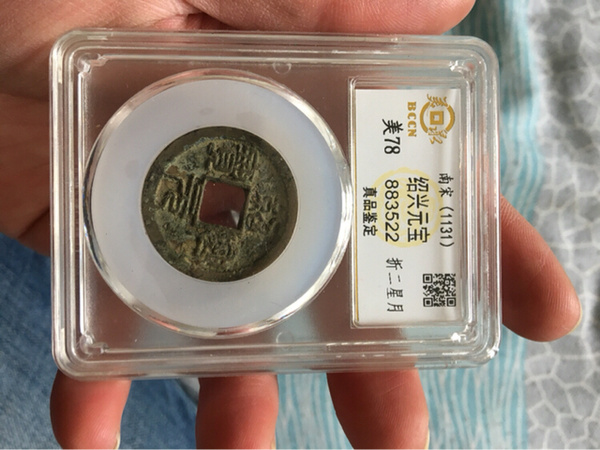 BCCN
美78
南宋 (1131)
绍兴元宝
883522
真品鉴定
折二星月